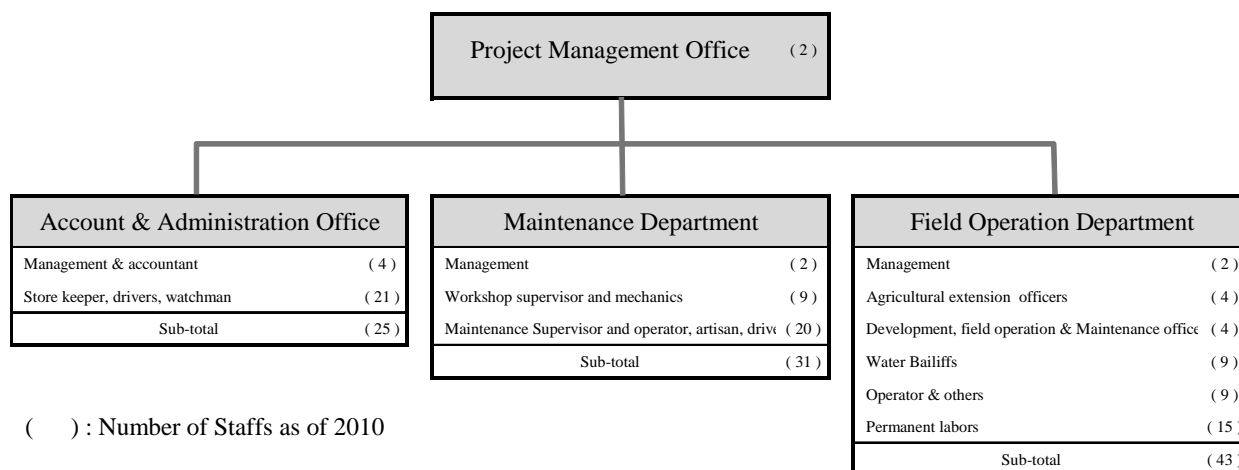 Project Management Office ( 2 )
Account & Administration Office
Management & accountant ( 4 )
Store keeper, drivers, watchman ( 21 )
Sub-total ( 25 )
Maintenance Department
Management ( 2 )
Workshop supervisor and mechanics ( 9 )
Maintenance Supervisor and operator, artisan, drive ( 20 )
Sub-total ( 31 )
Field Operation Department
Management ( 2 )
Agricultural extension officers ( 4 )
Development, field operation & Maintenance office ( 4 )
Water Bailiffs ( 9 )
Operator & others ( 9 )
Permanent labors ( 15 )
Sub-total ( 43 )
( ) : Number of Staffs as of 2010